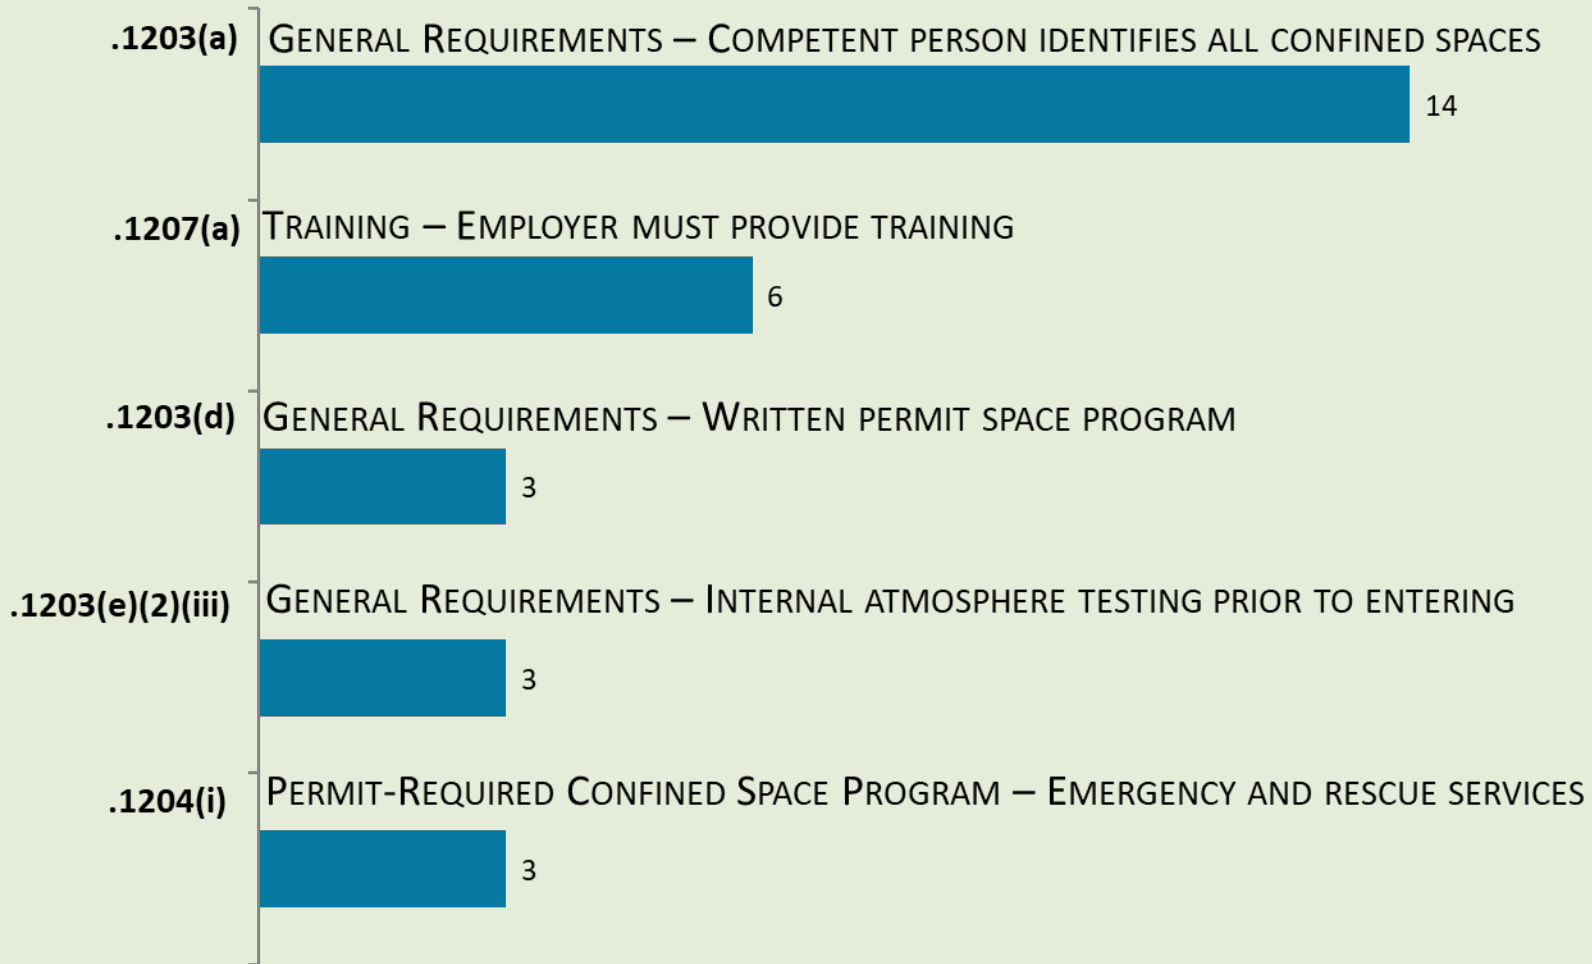 .1203(a) General Requirements – Competent person identifies all confined spaces
14
.1207(a) Training – Employer must provide training
6
.1203(d) General Requirements – Written permit space program
3
.1203(e)(2)(iii) General Requirements – Internal atmosphere testing prior to entering
3
.1204(i) Permit-Required Confined Space Program – Emergency and rescue services
3